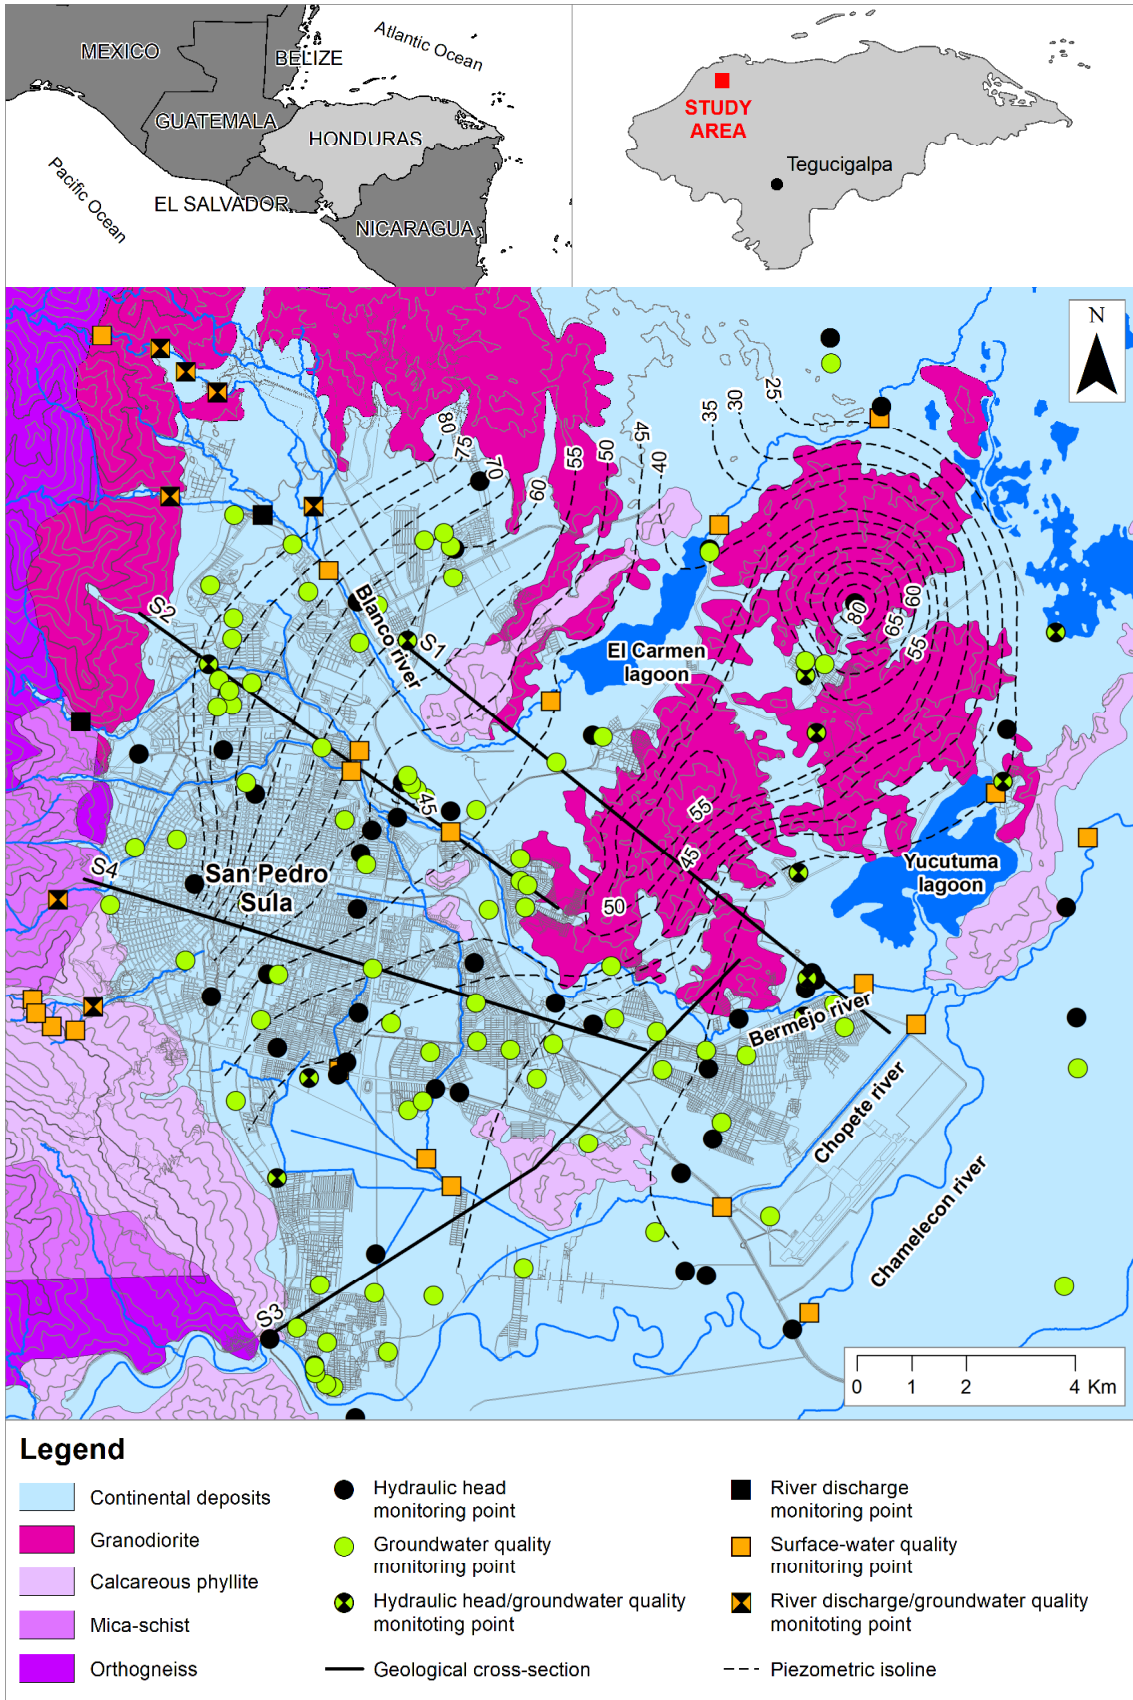 MEXICO
BELIZE
Atlantic Ocean
GUATEMALA
HONDURAS
Pacific Ocean
EL SALVADOR
NICARAGUA
STUDY
AREA
Tegucigalpa
N
80
75
70
60
55
50
45
40
35
30
25
S2
Blanco river
S1
El Carmen
lagoon
80
65
60
55
45
55
45
50
Yucutuma
lagoon
S4
San Pedro
Sula
Bermejo river
Chopete river
Chamelecon river
S3
0 1 2 4 Km
Legend
Continental deposits
Granodiorite
Calcareous phyllite
Mica-schist
Orthogneiss
Hydraulic head
monitoring point
Groundwater quality
monitoring point
Hydraulic head/groundwater quality
monitoting point
Geological cross-section
River discharge
monitoring point
Surface-water quality
monitoring point
River discharge/groundwater quality
monitoting point
Piezometric isoline